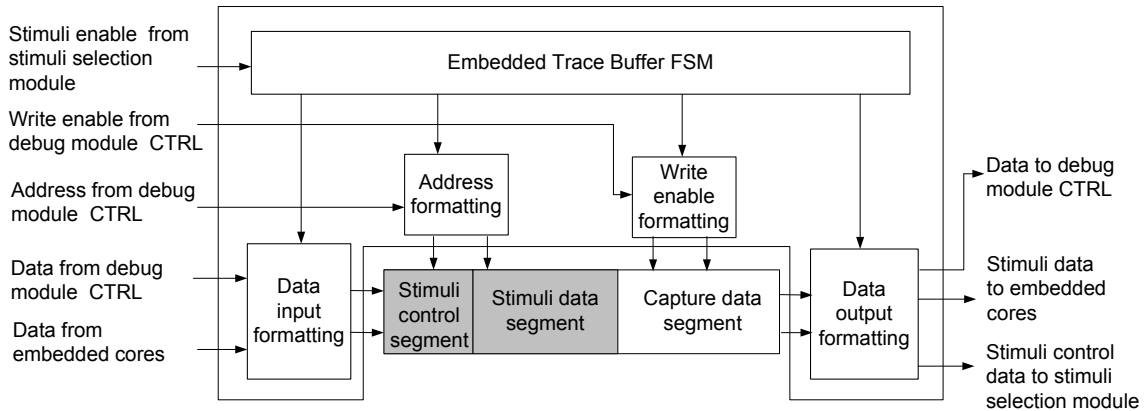 Stimuli enable from
stimuli selection
module
Embedded Trace Buffer FSM
Write enable from
debug module CTRL
Address from debug
module CTRL
Address
formatting
Write
enable
formatting
Data to debug
module CTRL
Data from debug
module CTRL
Data from
embedded cores
Data
input
formatting
Stimuli
control
segment
Stimuli data
segment
Capture data
segment
Data
output
formatting
Stimuli data
to embedded
cores
Stimuli control
data to stimuli
selection module